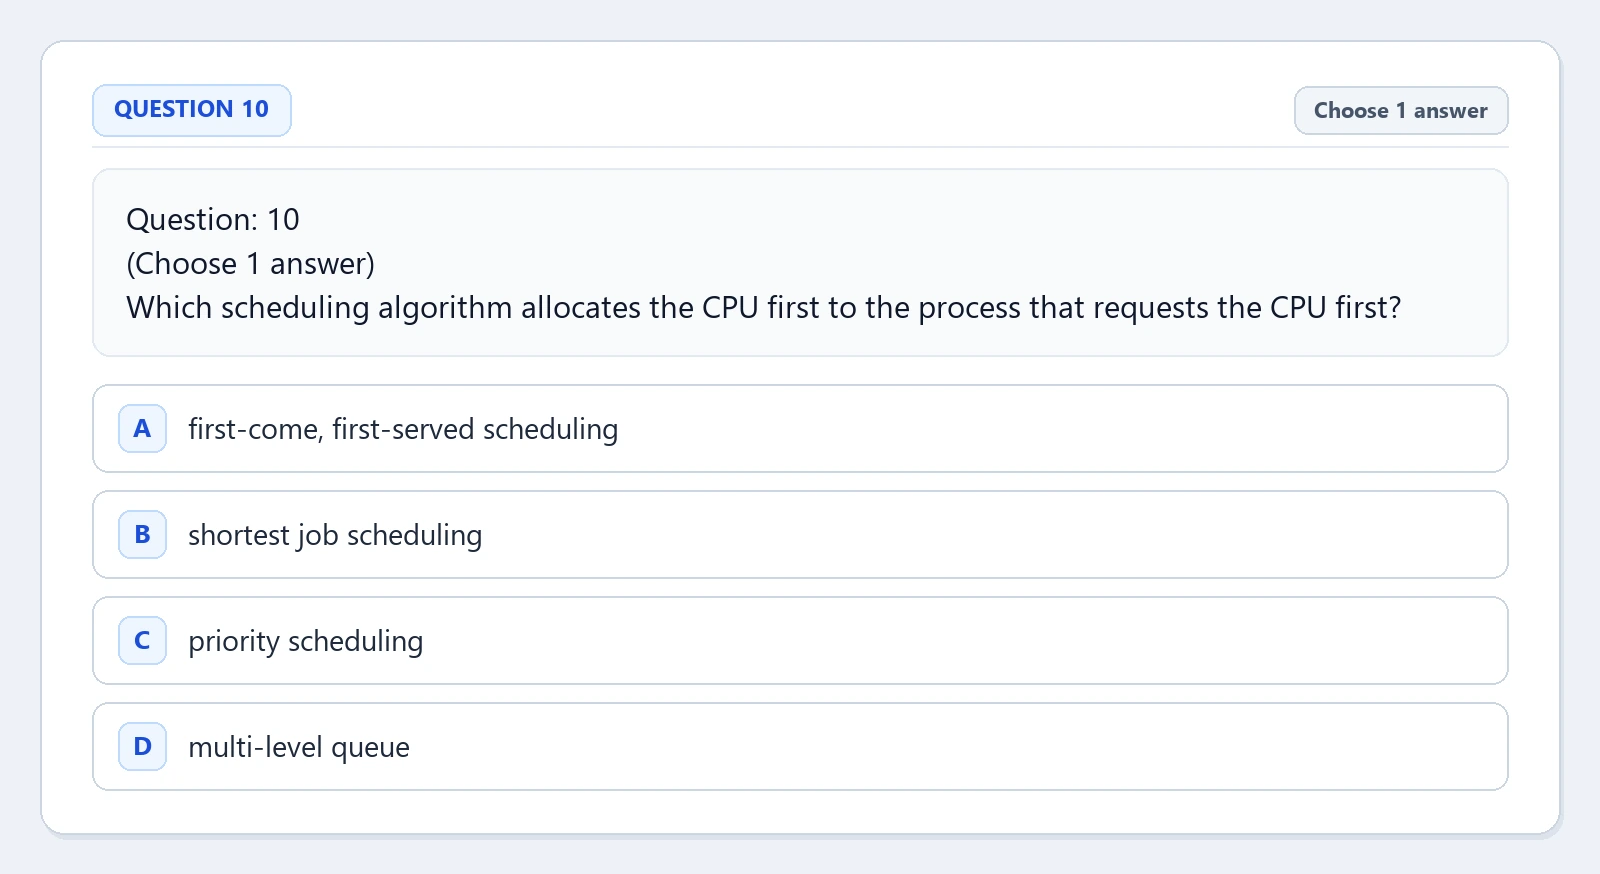 QUESTION 10
Choose 1 answer
Question: 10
(Choose 1 answer)
Which scheduling algorithm allocates the CPU first to the process that requests the CPU first?
A first-come, first-served scheduling
B shortest job scheduling
C priority scheduling
D multi-level queue